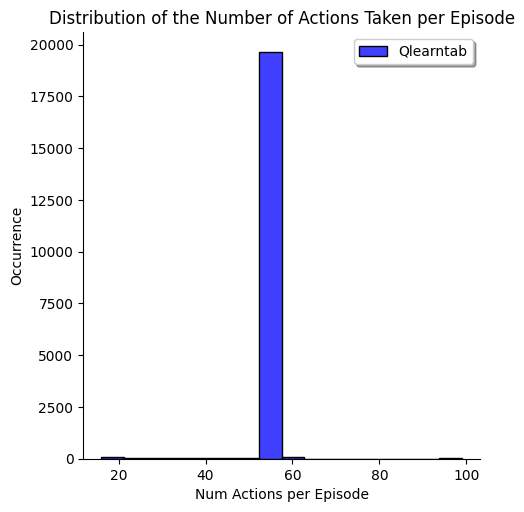 Distribution of the Number of Actions Taken per Episode
Qlearntab
20000
17500
15000
12500
10000
7500
5000
2500
0
Occurrence
20 40 60 80 100
Num Actions per Episode